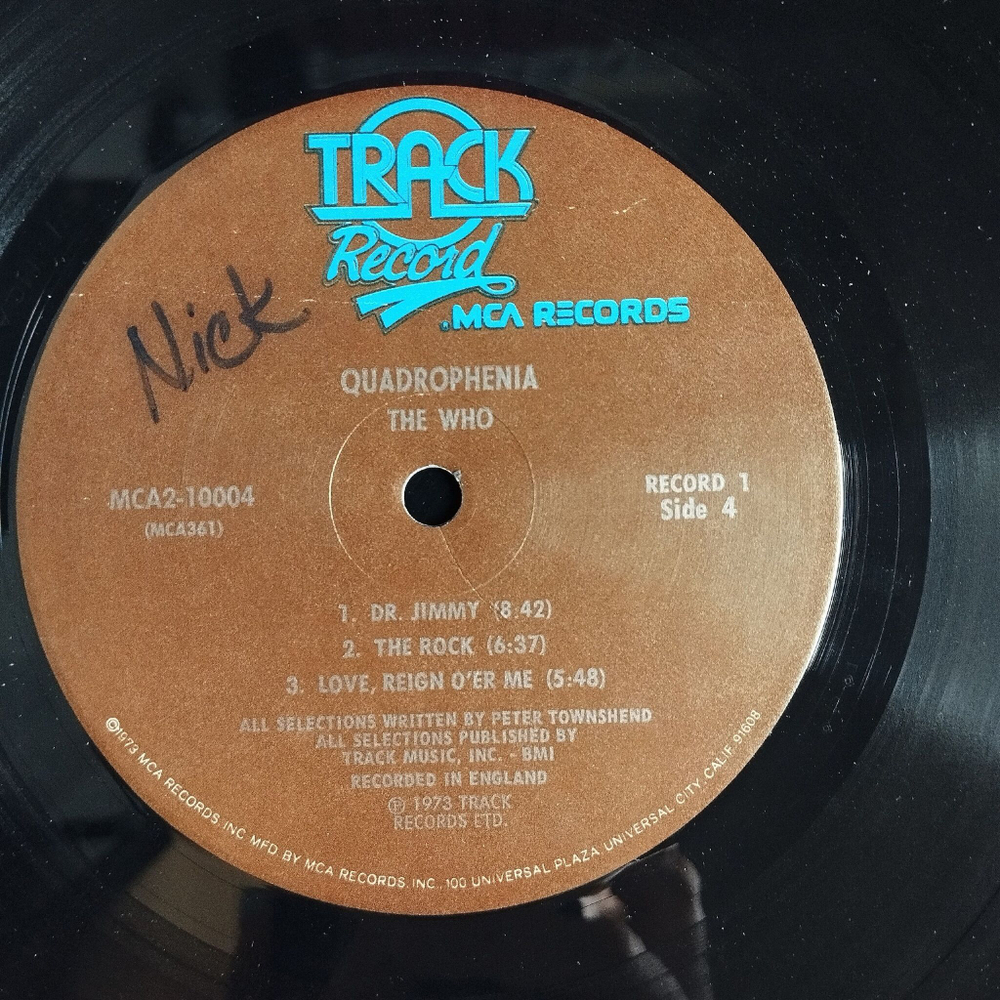 TRACK
Record
MCA RECORDS
Nick
QUADROPHENIA
THE WHO
MCA2-10004
(MCA361)
RECORD 1
Side 4
1. DR. JIMMY (8:42)
2. THE ROCK (6:37)
3. LOVE, REIGN O'ER ME (5:48)
ALL SELECTIONS WRITTEN BY PETER TOWNSHEND
ALL SELECTIONS PUBLISHED BY
TRACK MUSIC, INC. - BMI
RECORDED IN ENGLAND
℗ 1973 TRACK
RECORDS LTD.
©1973 MCA RECORDS, INC. MFD. BY MCA RECORDS, INC., 100 UNIVERSAL PLAZA, UNIVERSAL CITY, CALIF. 91608